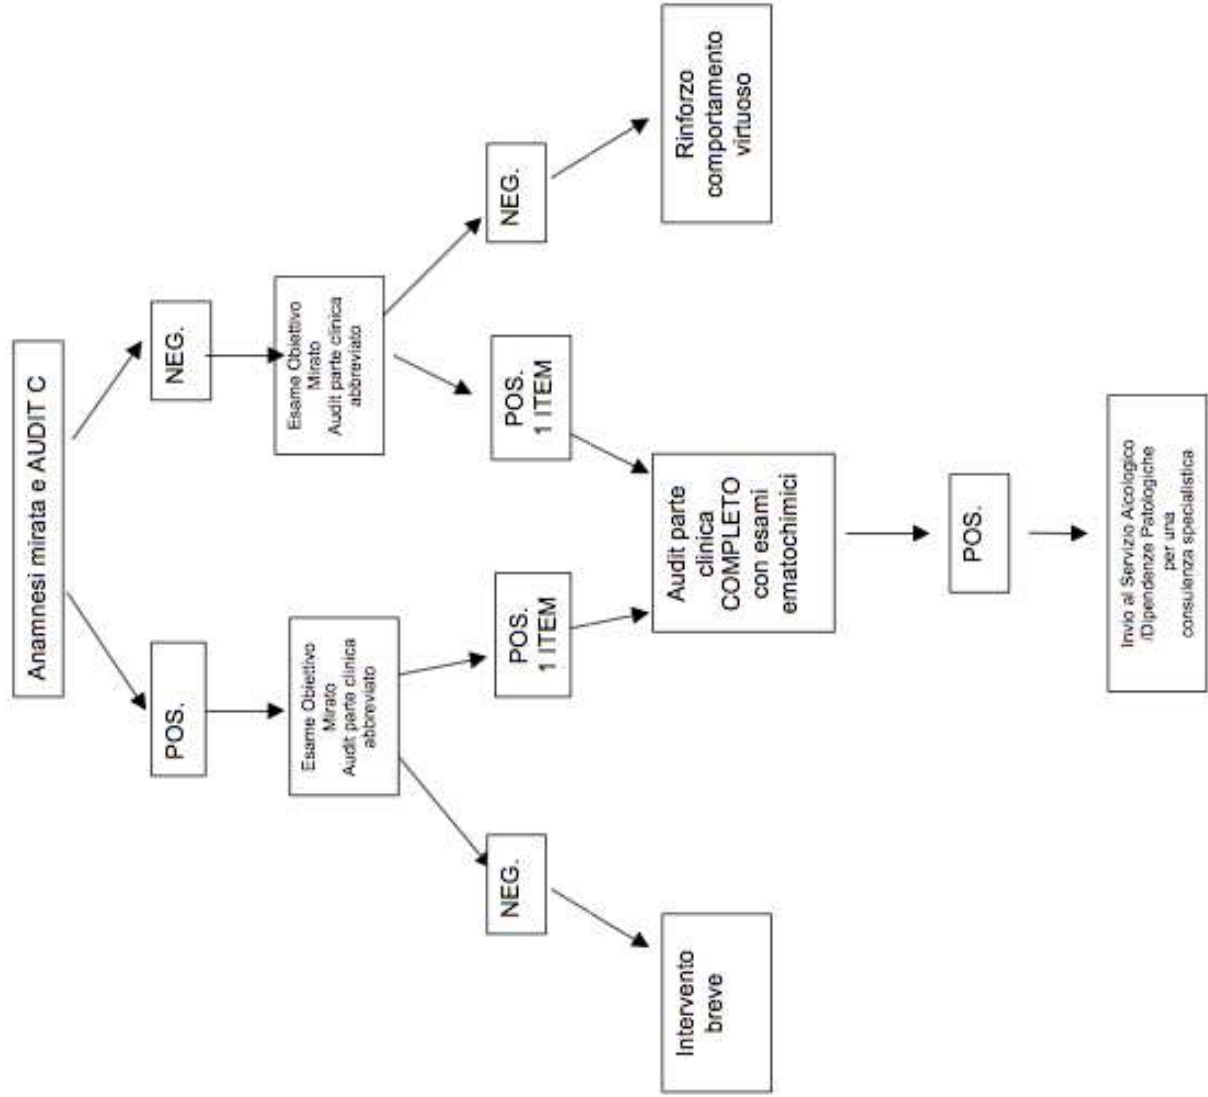 Anamnesi mirata e AUDIT C
POS.
NEG.
Esame Obiettivo
Mirato
Audit parte clinica
abbreviato
Esame Obiettivo
Mirato
Audit parte clinica
abbreviato
NEG.
POS.
1 ITEM
POS.
1 ITEM
NEG.
Intervento
breve
Audit parte
clinica
COMPLETO
con esami
ematochimici
Rinforzo
comportamento
virtuoso
POS.
Invio al Servizio Alcologico
/Dipendenze Patologiche
per una
consulenza specialistica